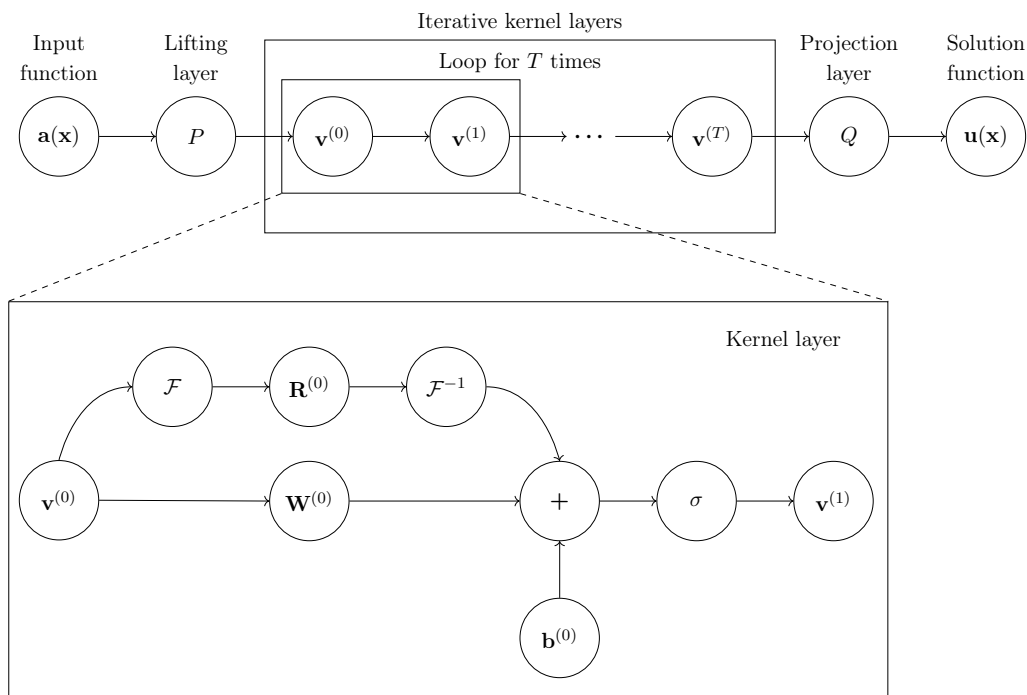 Iterative kernel layers
Input function
Lifting layer
Loop for T times
Projection layer
Solution function
a(x)
P
v⁽⁰⁾
v⁽¹⁾
···
v⁽ᵀ⁾
Q
u(x)
Kernel layer
ℱ
R⁽⁰⁾
ℱ⁻¹
v⁽⁰⁾
W⁽⁰⁾
+
σ
v⁽¹⁾
b⁽⁰⁾